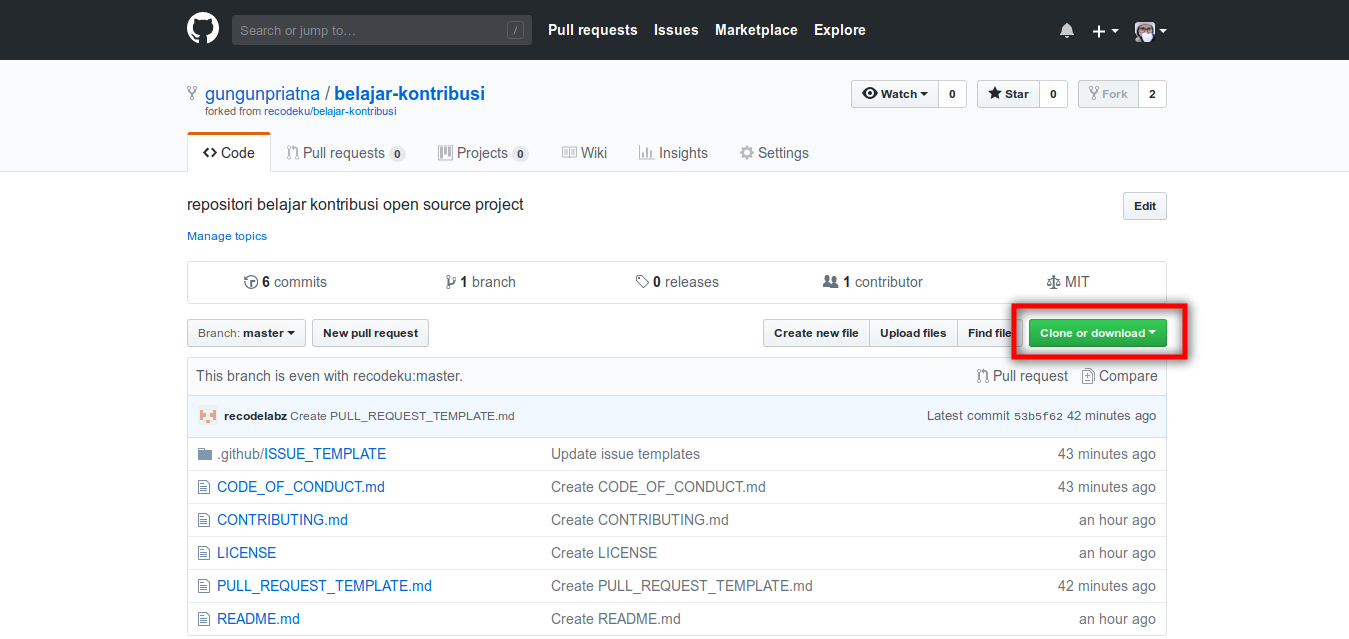 Search or jump to… / Pull requests Issues Marketplace Explore
gungunpriatna / belajar-kontribusi Watch 0 Star 0 Fork 2
forked from recodeku/belajar-kontribusi
Code Pull requests 0 Projects 0 Wiki Insights Settings
repositori belajar kontribusi open source project Edit
Manage topics
6 commits 1 branch 0 releases 1 contributor MIT
Branch: master New pull request Create new file Upload files Find file Clone or download
This branch is even with recodeku:master. Pull request Compare
recodelabz Create PULL_REQUEST_TEMPLATE.md Latest commit 53b5f62 42 minutes ago
.github/ISSUE_TEMPLATE Update issue templates 43 minutes ago
CODE_OF_CONDUCT.md Create CODE_OF_CONDUCT.md 43 minutes ago
CONTRIBUTING.md Create CONTRIBUTING.md an hour ago
LICENSE Create LICENSE an hour ago
PULL_REQUEST_TEMPLATE.md Create PULL_REQUEST_TEMPLATE.md 42 minutes ago
README.md Create README.md an hour ago